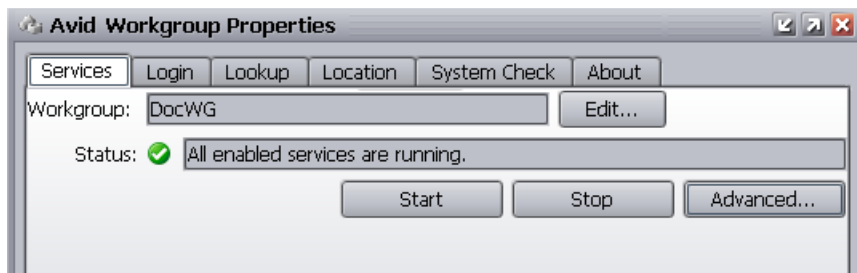 Avid Workgroup Properties
Services Login Lookup Location System Check About
Workgroup: DocWG Edit...
Status: All enabled services are running.
Start Stop Advanced...